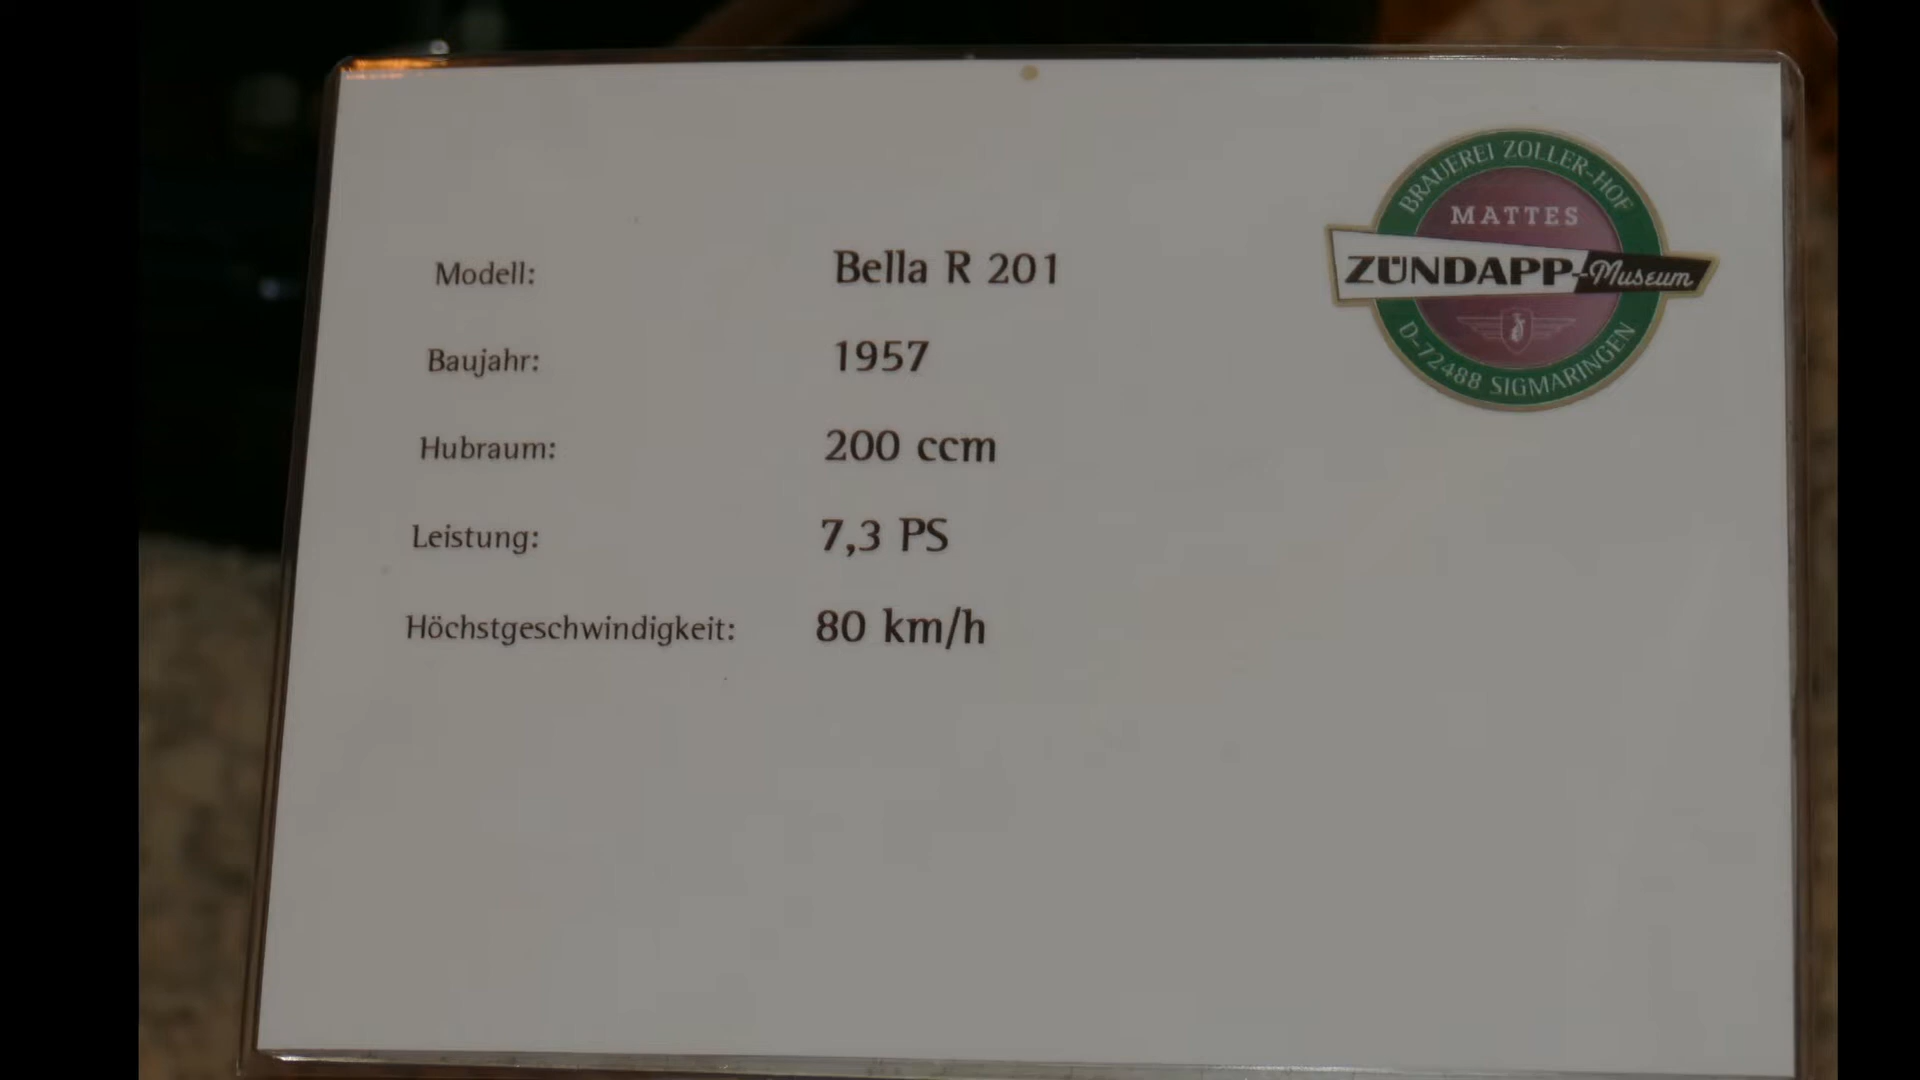 BRAUEREI ZOLLER-HOF
MATTES
ZÜNDAPP-Museum
D-72488 SIGMARINGEN
Modell: Bella R 201
Baujahr: 1957
Hubraum: 200 ccm
Leistung: 7,3 PS
Höchstgeschwindigkeit: 80 km/h